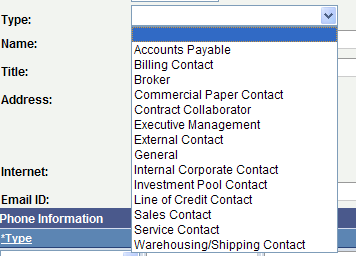 Type:
Name:
Title:
Address:
Internet:
Email ID:
Phone Information
*Type
Accounts Payable
Billing Contact
Broker
Commercial Paper Contact
Contract Collaborator
Executive Management
External Contact
General
Internal Corporate Contact
Investment Pool Contact
Line of Credit Contact
Sales Contact
Service Contact
Warehousing/Shipping Contact